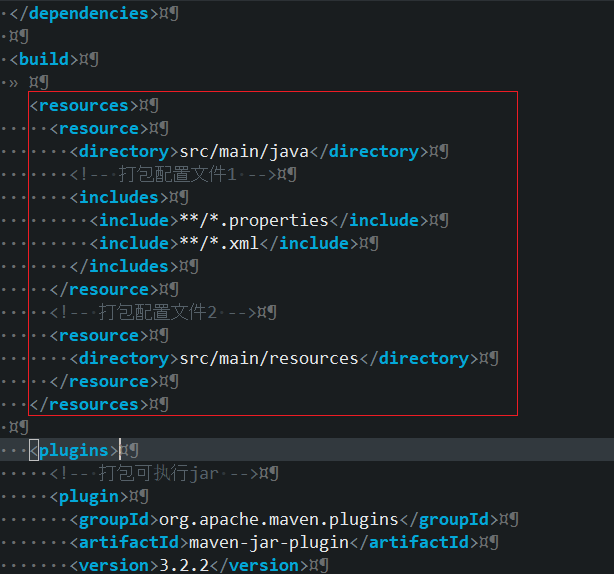 </dependencies>
<build>
<resources>
<resource>
<directory>src/main/java</directory>
<!-- 打包配置文件1 -->
<includes>
<include>**/*.properties</include>
<include>**/*.xml</include>
</includes>
</resource>
<!-- 打包配置文件2 -->
<resource>
<directory>src/main/resources</directory>
</resource>
</resources>
<plugins>
<!-- 打包可执行jar -->
<plugin>
<groupId>org.apache.maven.plugins</groupId>
<artifactId>maven-jar-plugin</artifactId>
<version>3.2.2</version>